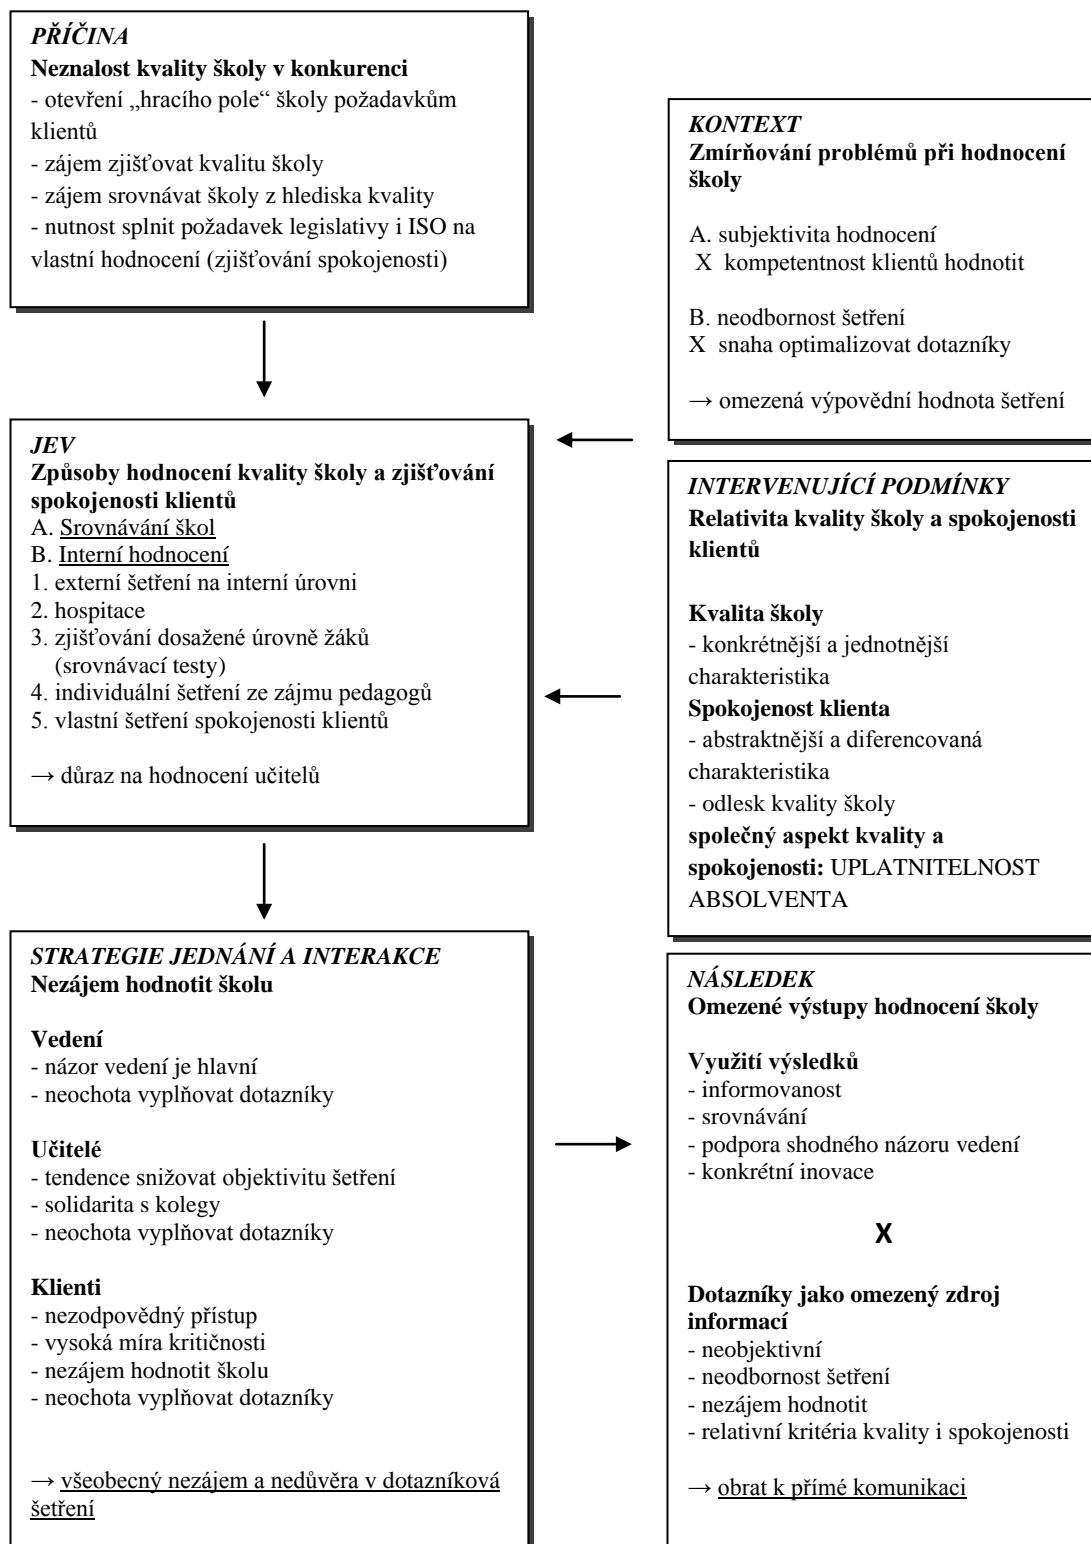 PŘÍČINA
Neznalost kvality školy v konkurenci
- otevření „hracího pole“ školy požadavkům
klientů
- zájem zjišťovat kvalitu školy
- zájem srovnávat školy z hlediska kvality
- nutnost splnit požadavek legislativy i ISO na
vlastní hodnocení (zjišťování spokojenosti)
KONTEXT
Zmírňování problémů při hodnocení
školy
A. subjektivita hodnocení
X kompetentnost klientů hodnotit
B. neodbornost šetření
X snaha optimalizovat dotazníky
→ omezená výpovědní hodnota šetření
JEV
Způsoby hodnocení kvality školy a zjišťování
spokojenosti klientů
A. Srovnávání škol
B. Interní hodnocení
1. externí šetření na interní úrovni
2. hospitace
3. zjišťování dosažené úrovně žáků
(srovnávací testy)
4. individuální šetření ze zájmu pedagogů
5. vlastní šetření spokojenosti klientů
→ důraz na hodnocení učitelů
INTERVENUJÍCÍ PODMÍNKY
Relativita kvality školy a spokojenosti
klientů
Kvalita školy
- konkrétnější a jednotnější
charakteristika
Spokojenost klienta
- abstraktnější a diferencovaná
charakteristika
- odlesk kvality školy
společný aspekt kvality a
spokojenosti: UPLATNITELNOST
ABSOLVENTA
STRATEGIE JEDNÁNÍ A INTERAKCE
Nezájem hodnotit školu
Vedení
- názor vedení je hlavní
- neochota vyplňovat dotazníky
Učitelé
- tendence snižovat objektivitu šetření
- solidarita s kolegy
- neochota vyplňovat dotazníky
Klienti
- nezodpovědný přístup
- vysoká míra kritičnosti
- nezájem hodnotit školu
- neochota vyplňovat dotazníky
→ všeobecný nezájem a nedůvěra v dotazníková
šetření
NÁSLEDEK
Omezené výstupy hodnocení školy
Využití výsledků
- informovanost
- srovnávání
- podpora shodného názoru vedení
- konkrétní inovace
X
Dotazníky jako omezený zdroj
informací
- neobjektivní
- neodbornost šetření
- nezájem hodnotit
- relativní kritéria kvality i spokojenosti
→ obrat k přímé komunikaci